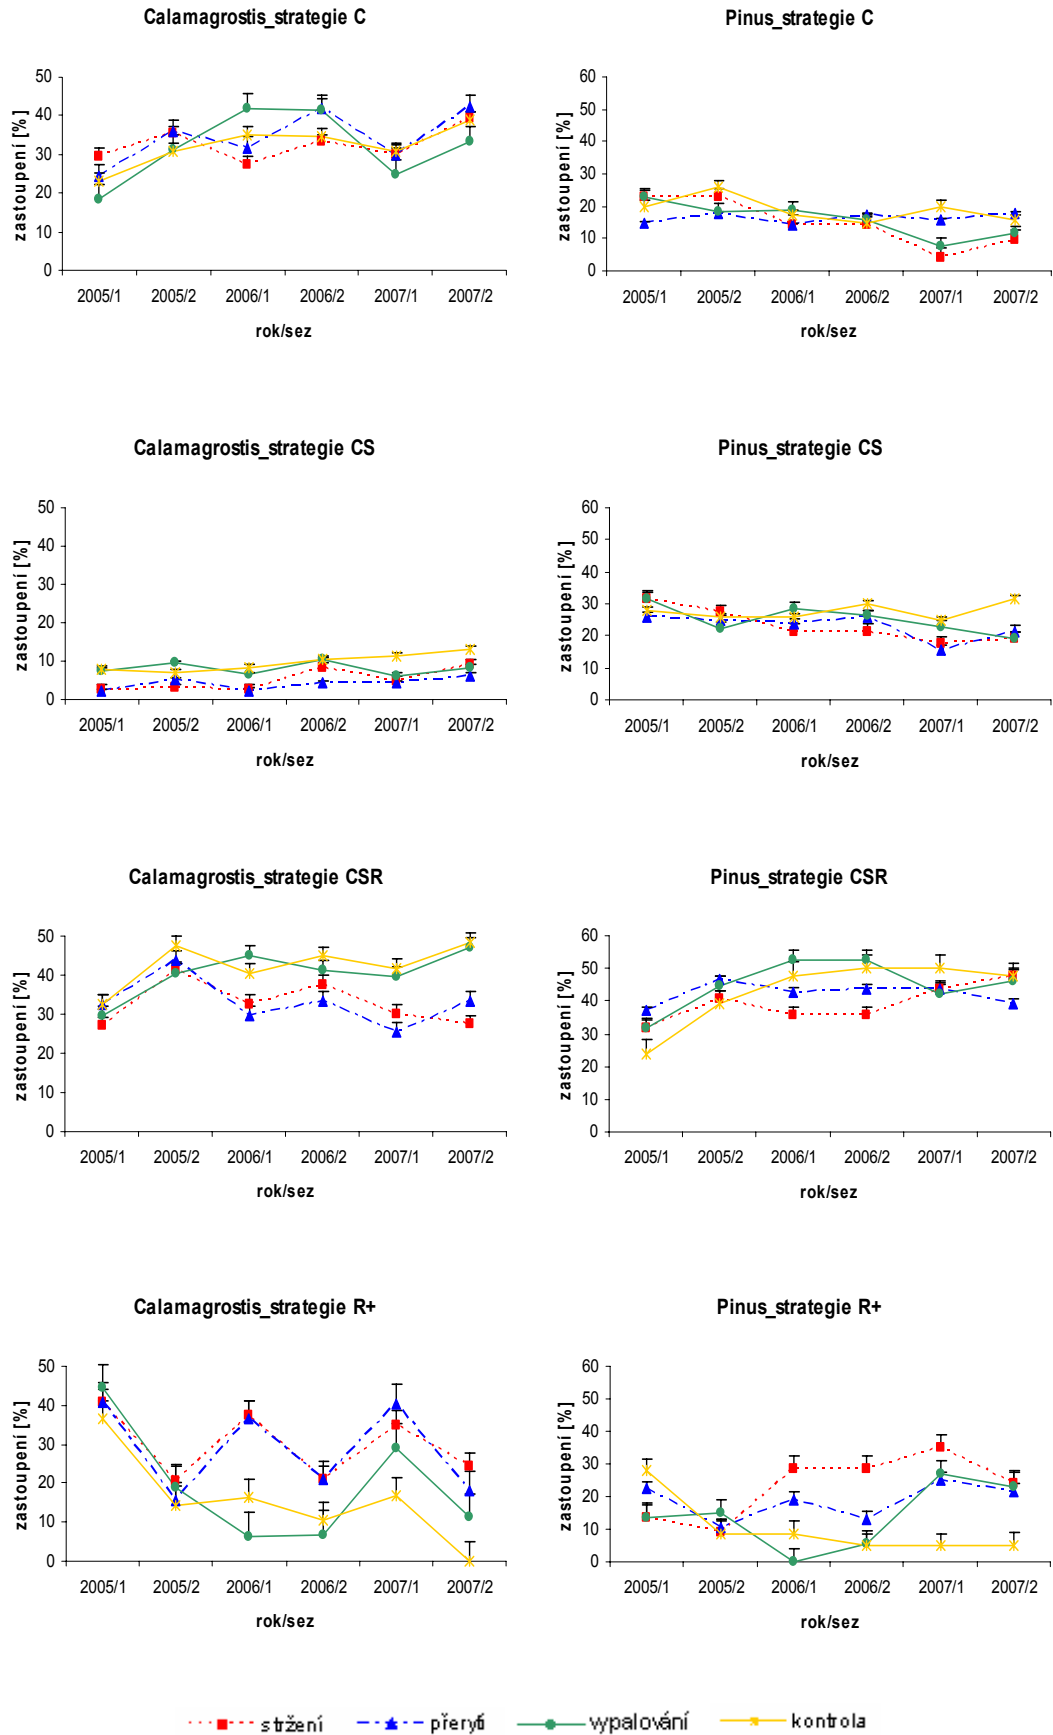 Calamagrostis_strategie C
zastoupení [%]
50
40
30
20
10
0
2005/1 2005/2 2006/1 2006/2 2007/1 2007/2
rok/sez
Pinus_strategie C
zastoupení [%]
60
50
40
30
20
10
0
2005/1 2005/2 2006/1 2006/2 2007/1 2007/2
rok/sez
Calamagrostis_strategie CS
zastoupení [%]
50
40
30
20
10
0
2005/1 2005/2 2006/1 2006/2 2007/1 2007/2
rok/sez
Pinus_strategie CS
zastoupení [%]
60
50
40
30
20
10
0
2005/1 2005/2 2006/1 2006/2 2007/1 2007/2
rok/sez
Calamagrostis_strategie CSR
zastoupení [%]
50
40
30
20
10
0
2005/1 2005/2 2006/1 2006/2 2007/1 2007/2
rok/sez
Pinus_strategie CSR
zastoupení [%]
60
50
40
30
20
10
0
2005/1 2005/2 2006/1 2006/2 2007/1 2007/2
rok/sez
Calamagrostis_strategie R+
zastoupení [%]
50
40
30
20
10
0
2005/1 2005/2 2006/1 2006/2 2007/1 2007/2
rok/sez
Pinus_strategie R+
zastoupení [%]
60
50
40
30
20
10
0
2005/1 2005/2 2006/1 2006/2 2007/1 2007/2
rok/sez
stržení přerytí vypalování kontrola